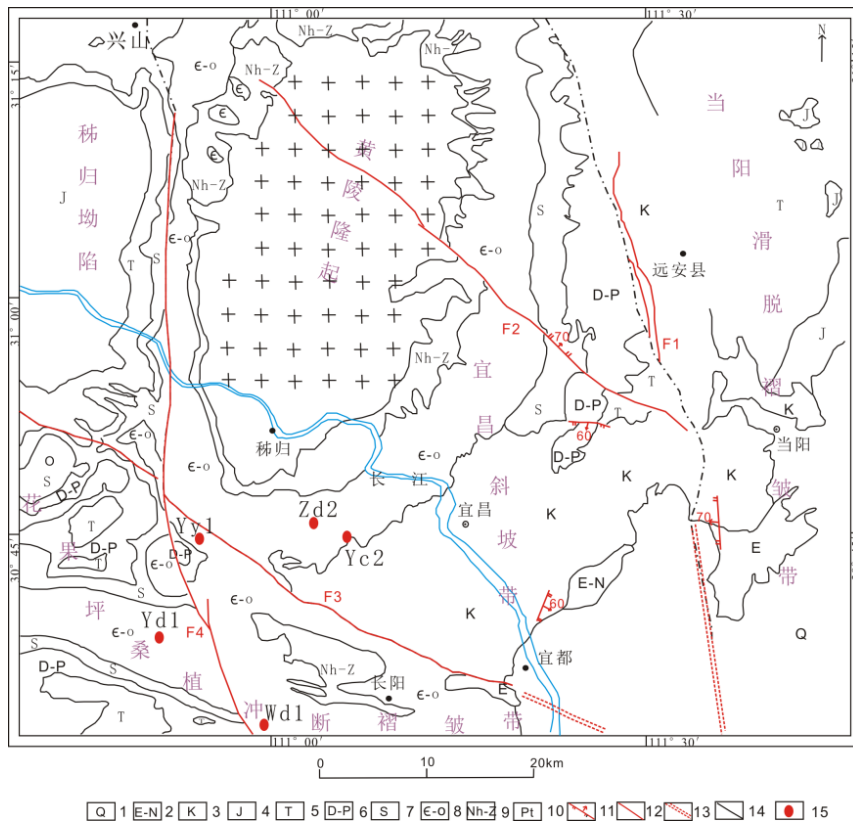 111° 00′ 111° 30′
兴山
Nh-Z
Nh-Z
N
Є-O
Nh-Z
31° 15′
Є
当阳滑脱褶皱带
J
秭归坳陷
Є
黄陵隆起
Є
Nh-Z
J
T
J
S
K
T
S
Є-O
Є-O
远安县
D-P
31° 00′
F2
70
F1
J
Nh-Z
宜昌斜坡带
T
S
D-P
T
K
Є-O
60
当阳
秭归
D-P
O
Є-O
Є-O
K
K
S
长江
D-P
花果坪
Zd2
宜昌
K
70
T
Yy1
D-P
Yc2
E
30° 45′
D-P
T
Є-O
E-N
60
F3
K
Є-O
Q
Yd1
Є-O
F4
S
桑植冲断褶皱带
宜都
D-P
S
Nh-Z
长阳
Є-O
E
T
T
Wd1
111° 00′ 111° 30′
0 10 20km
Q 1 E-N 2 K 3 J 4 T 5 D-P 6 S 7 Є-O 8 Nh-Z 9 Pt 10 11 12 13 14 15